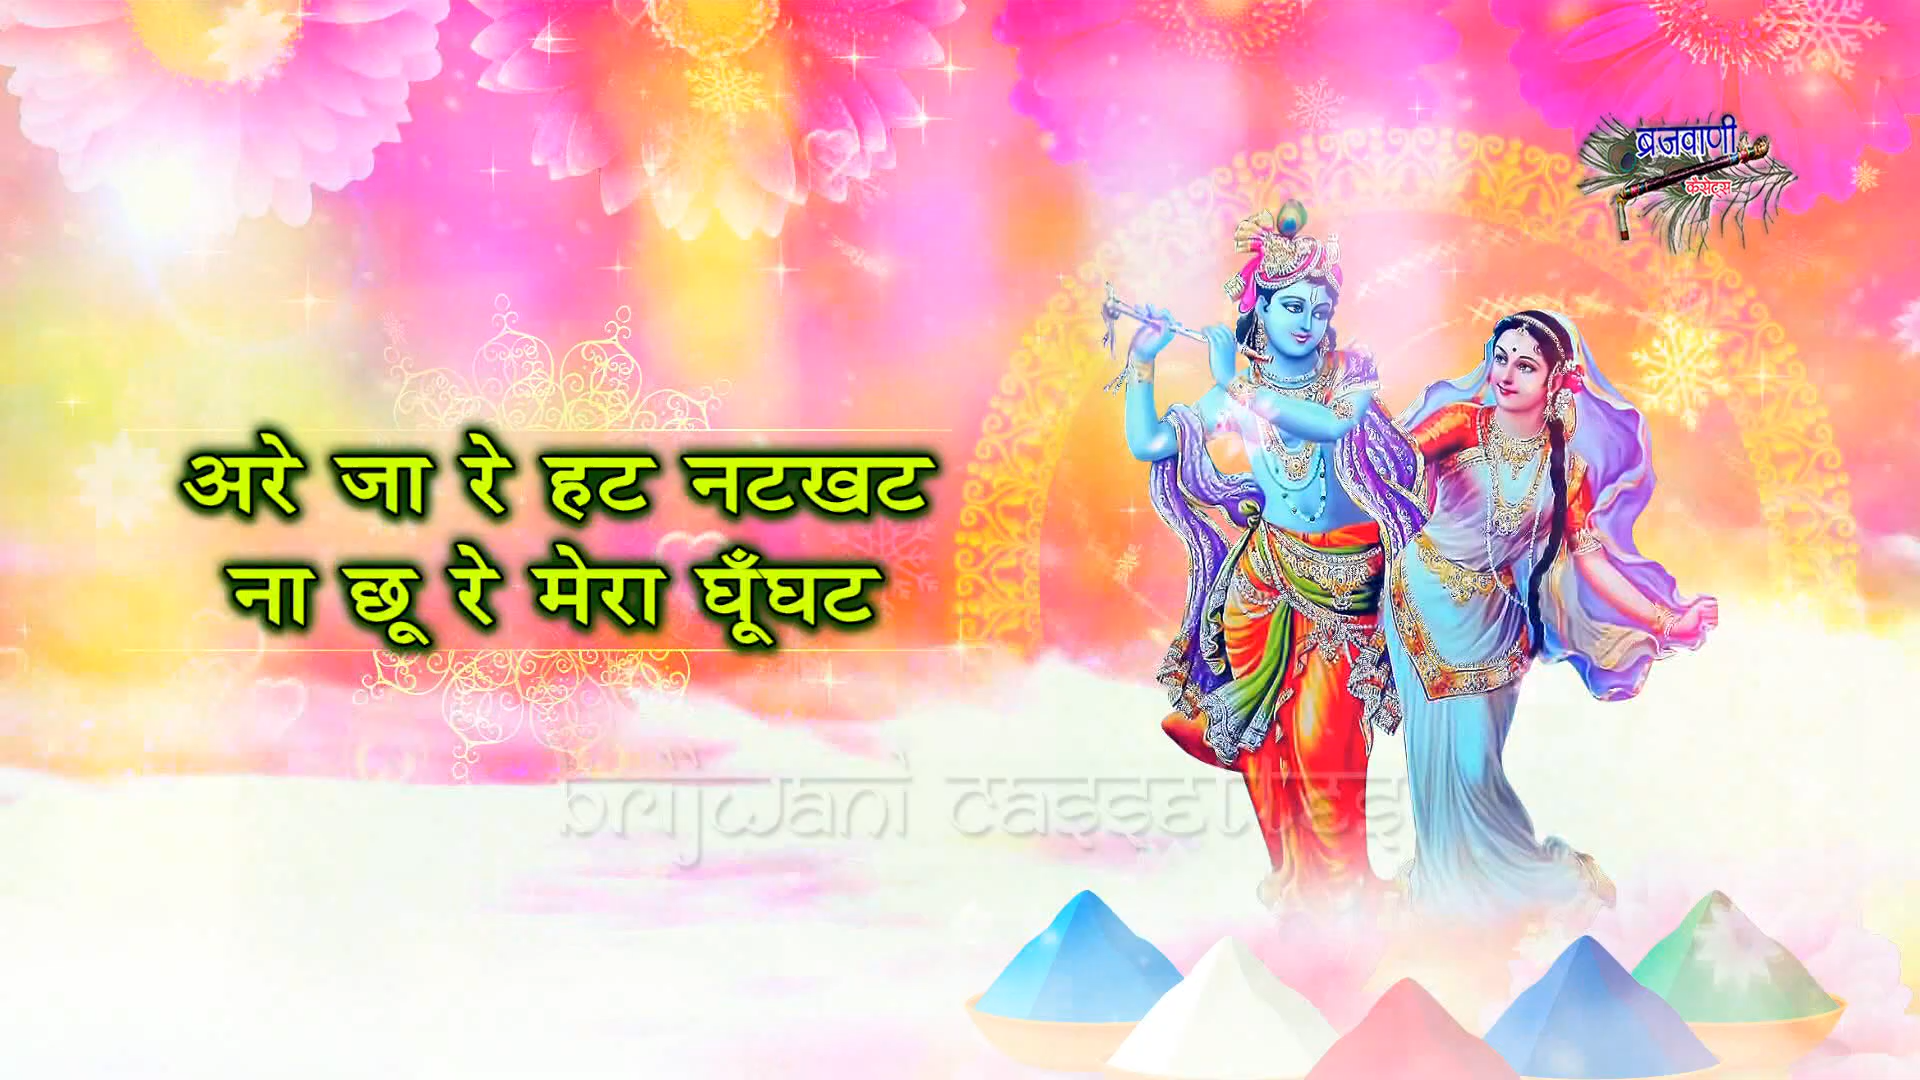 ब्रजवाणी
कैसेट्स
अरे जा रे हट नटखट
ना छू रे मेरा घूँघट
Brijwani Cassettes